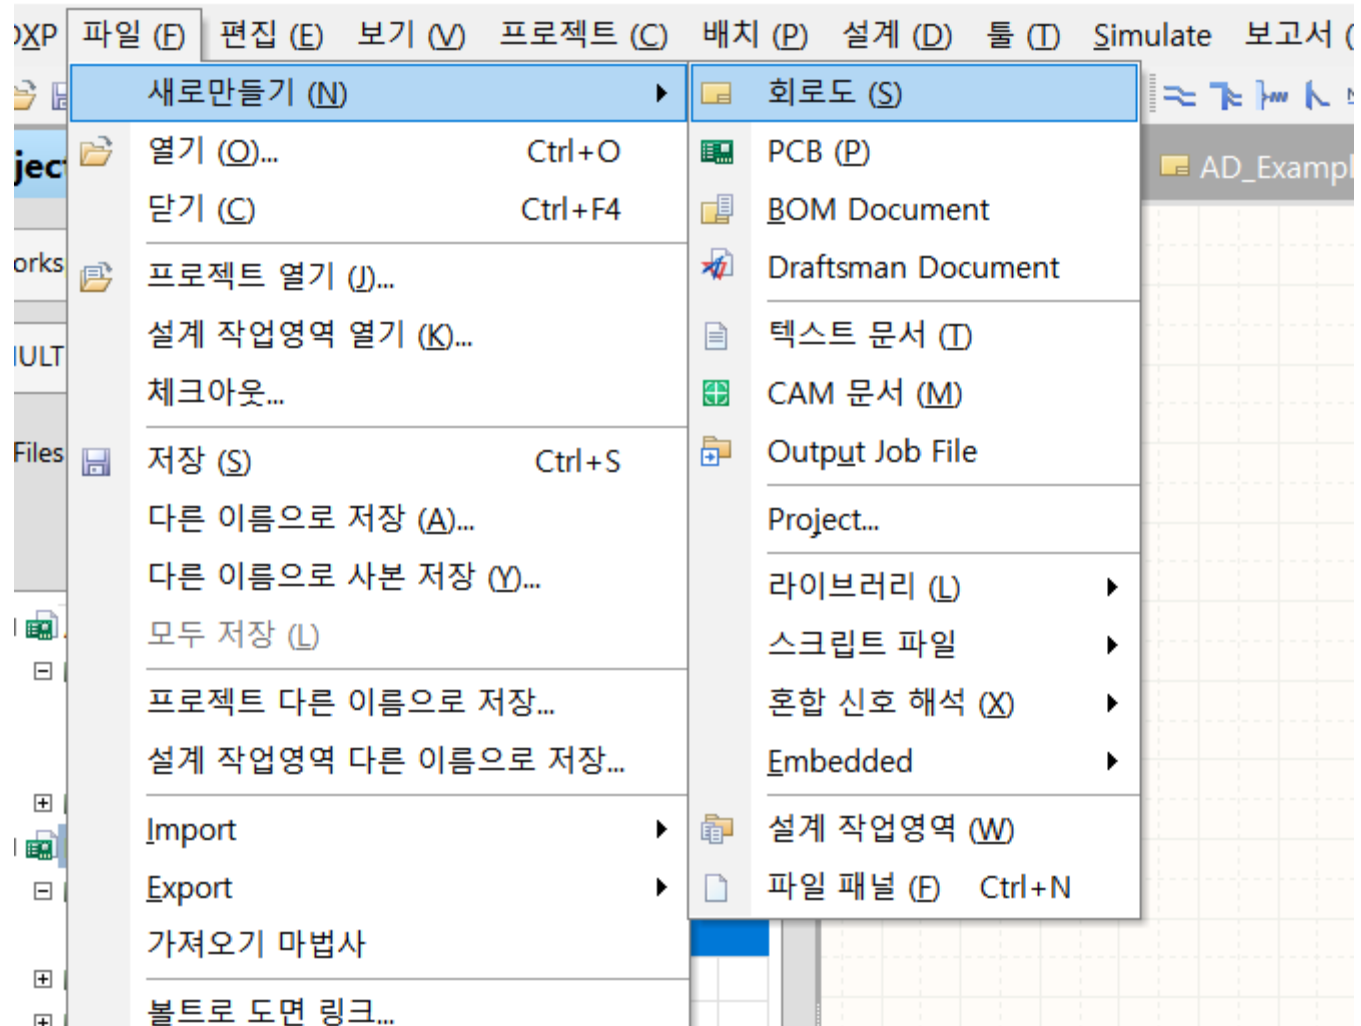 DXP 파일 (F) 편집 (E) 보기 (V) 프로젝트 (C) 배치 (P) 설계 (D) 툴 (T) Simulate 보고서 (
새로만들기 (N)
열기 (O)... Ctrl+O
닫기 (C) Ctrl+F4
프로젝트 열기 (J)...
설계 작업영역 열기 (K)...
체크아웃...
저장 (S) Ctrl+S
다른 이름으로 저장 (A)...
다른 이름으로 사본 저장 (Y)...
모두 저장 (L)
프로젝트 다른 이름으로 저장...
설계 작업영역 다른 이름으로 저장...
Import
Export
가져오기 마법사
볼트로 도면 링크...
회로도 (S)
PCB (P)
BOM Document
Draftsman Document
텍스트 문서 (T)
CAM 문서 (M)
Output Job File
Project...
라이브러리 (L)
스크립트 파일
혼합 신호 해석 (X)
Embedded
설계 작업영역 (W)
파일 패널 (F) Ctrl+N
jec
orks
ULT
Files
AD_Exampl